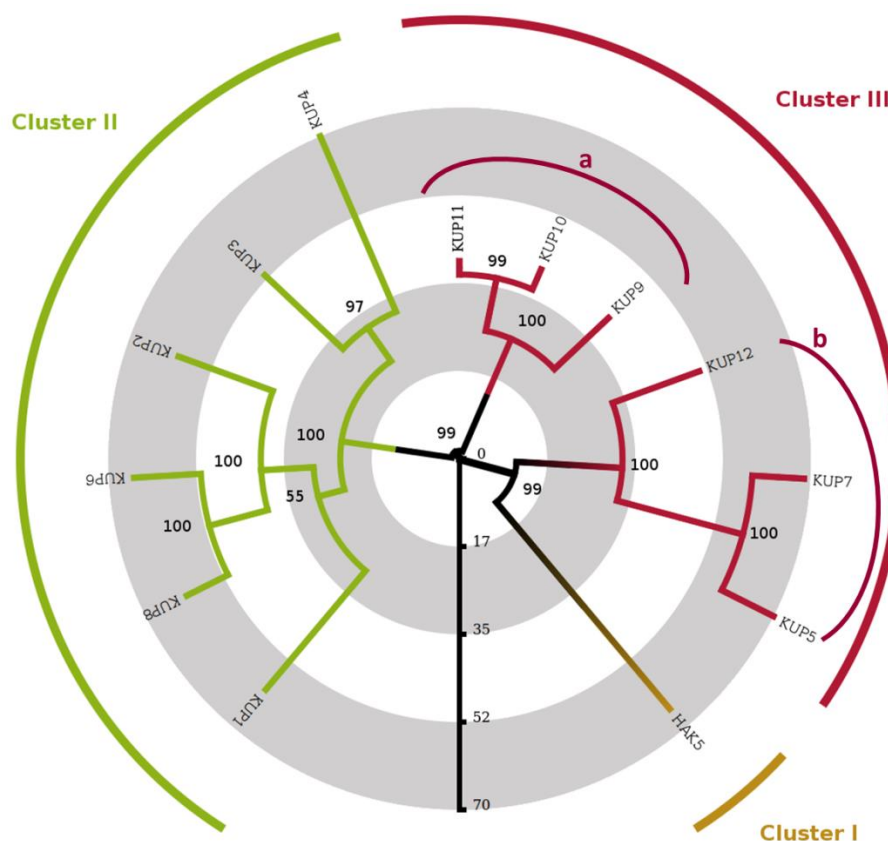 Cluster II
Cluster III
Cluster I
a
b
KUP4
KUP3
KUP2
KUP6
KUP8
KUP1
KUP11
KUP10
KUP9
KUP12
KUP7
KUP5
HAK5
97
99
100
100
99
100
55
100
100
99
100
0
17
35
52
70